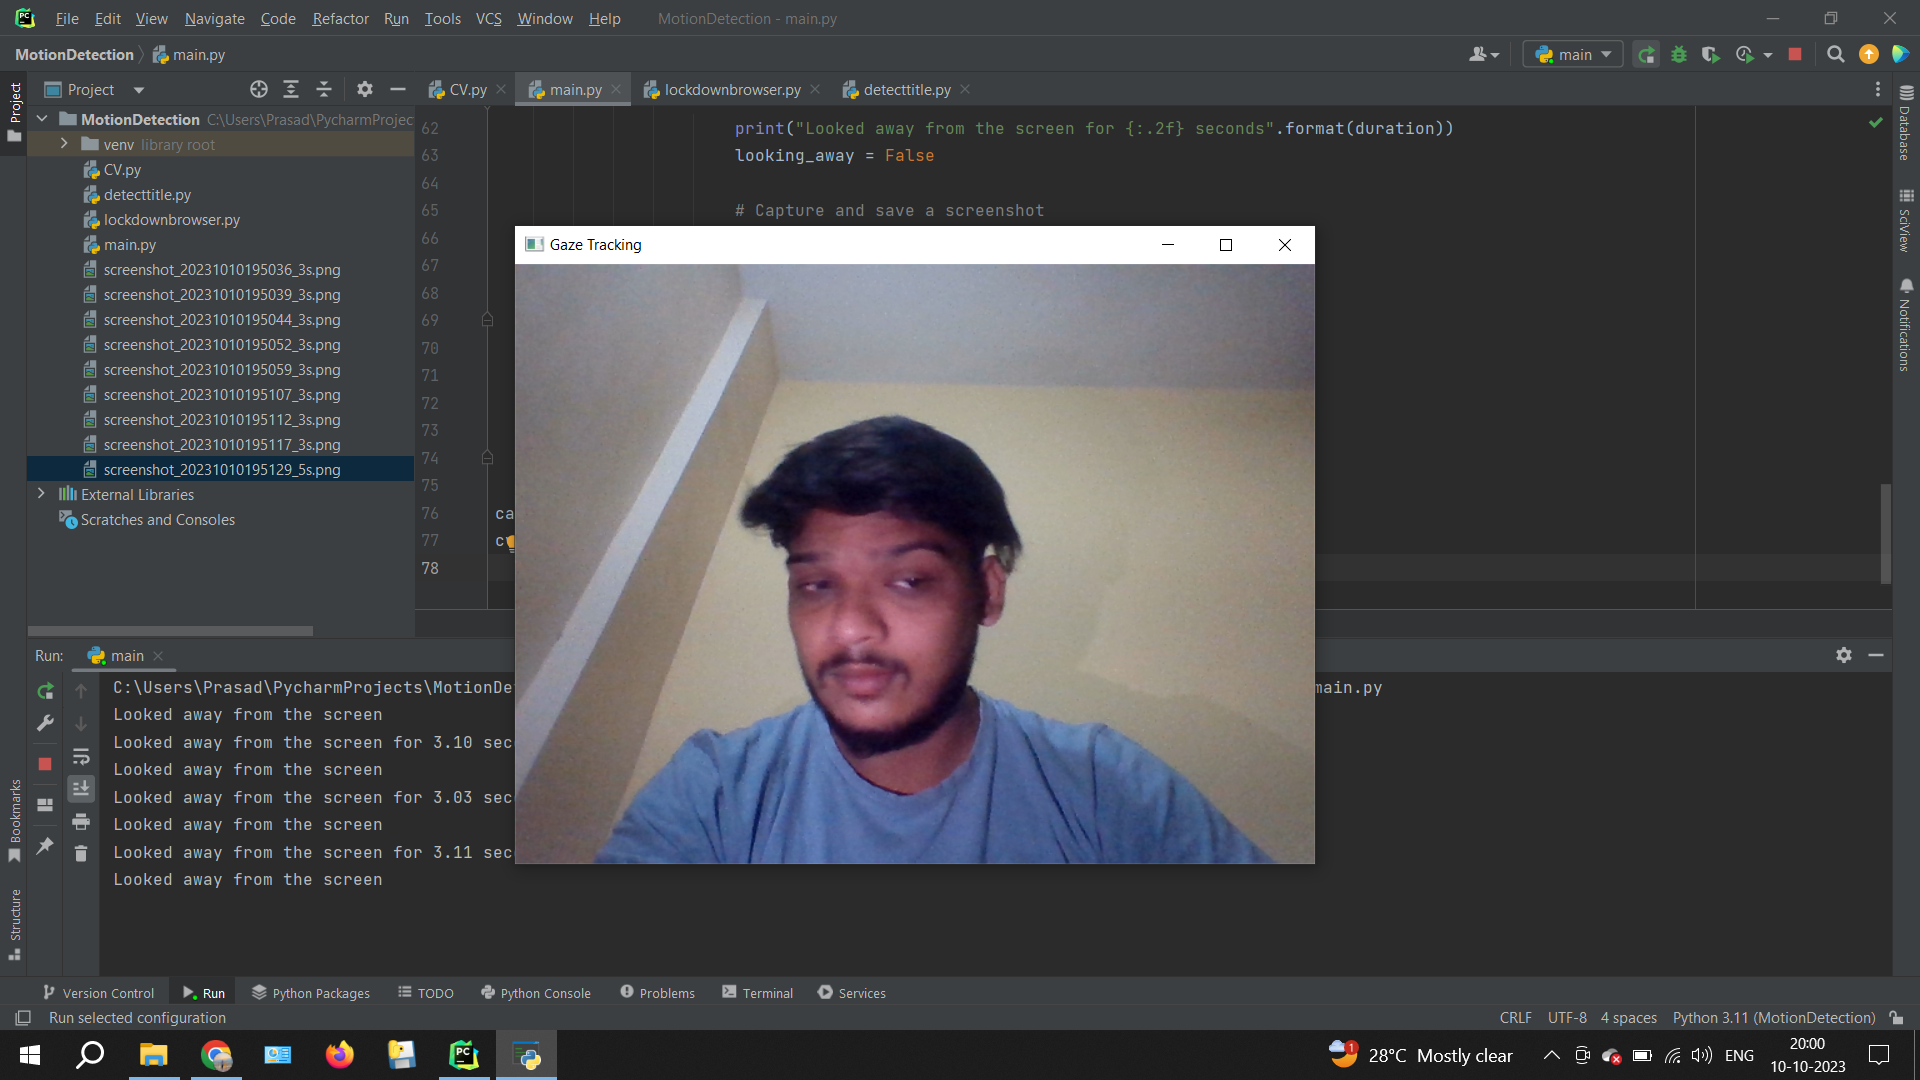 File Edit View Navigate Code Refactor Run Tools VCS Window Help MotionDetection - main.py
MotionDetection main.py
main
Project
CV.py main.py lockdownbrowser.py detecttitle.py
Project
MotionDetection C:\Users\Prasad\PycharmProjec
venv library root
CV.py
detecttitle.py
lockdownbrowser.py
main.py
screenshot_20231010195036_3s.png
screenshot_20231010195039_3s.png
screenshot_20231010195044_3s.png
screenshot_20231010195052_3s.png
screenshot_20231010195059_3s.png
screenshot_20231010195107_3s.png
screenshot_20231010195112_3s.png
screenshot_20231010195117_3s.png
screenshot_20231010195129_5s.png
External Libraries
Scratches and Consoles
62 print("Looked away from the screen for {:.2f} seconds".format(duration))
63 looking_away = False
64
65 # Capture and save a screenshot
66
67
68
69
70
71
72
73
74
75
76 ca
77 c
78
Gaze Tracking
Database
SciView
Notifications
Run: main
C:\Users\Prasad\PycharmProjects\MotionDe main.py
Looked away from the screen
Looked away from the screen for 3.10 sec
Looked away from the screen
Looked away from the screen for 3.03 sec
Looked away from the screen
Looked away from the screen for 3.11 sec
Looked away from the screen
Bookmarks
Structure
Version Control Run Python Packages TODO Python Console Problems Terminal Services
Run selected configuration
CRLF UTF-8 4 spaces Python 3.11 (MotionDetection)
1 28°C Mostly clear ENG
20:00
10-10-2023